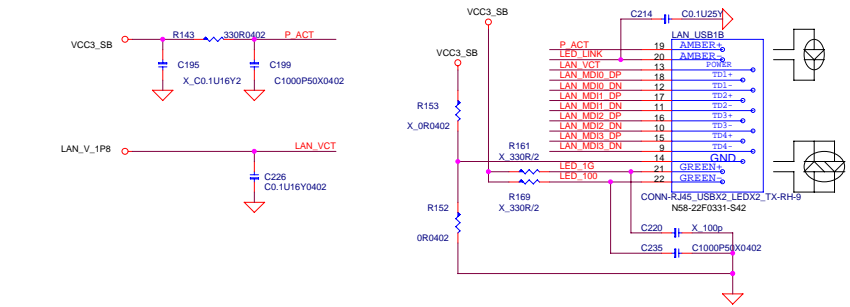 VCC3_SB
R143
330R0402
P_ACT
C195
X_C0.1U16Y2
C199
C1000P50X0402
LAN_V_1P8
LAN_VCT
C226
C0.1U16Y0402
VCC3_SB
C214
C0.1U25Y
LAN_USB1B
VCC3_SB
P_ACT 19 AMBER+
LED_LINK 20 AMBER-
LAN_VCT 13 POWER
LAN_MDI0_DP 18 TD1+
LAN_MDI0_DN 12 TD1-
LAN_MDI1_DP 17 TD2+
LAN_MDI1_DN 11 TD2-
LAN_MDI2_DP 16 TD3+
LAN_MDI2_DN 10 TD3-
LAN_MDI3_DP 15 TD4+
LAN_MDI3_DN 9 TD4-
14 GND
LED_1G 21 GREEN+
LED_100 22 GREEN-
R153
X_0R0402
R161
X_330R/2
R169
X_330R/2
CONN-RJ45_USBX2_LEDX2_TX-RH-9
N58-22F0331-S42
R152
0R0402
C220
X_100p
C235
C1000P50X0402